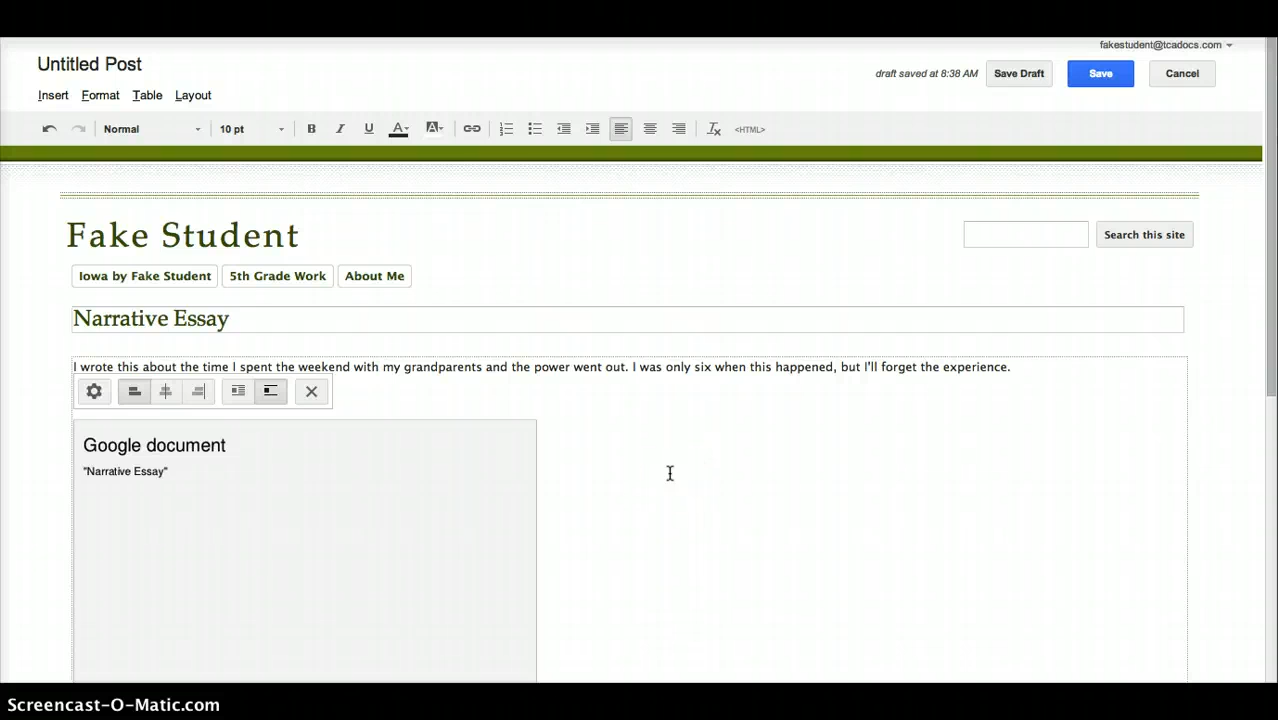 fakestudent@tcadocs.com
Untitled Post
draft saved at 8:38 AM Save Draft Save Cancel
Insert Format Table Layout
Normal 10 pt B I U A A <HTML>
Fake Student
Search this site
Iowa by Fake Student 5th Grade Work About Me
Narrative Essay
I wrote this about the time I spent the weekend with my grandparents and the power went out. I was only six when this happened, but I'll forget the experience.
Google document
"Narrative Essay"
Screencast-O-Matic.com